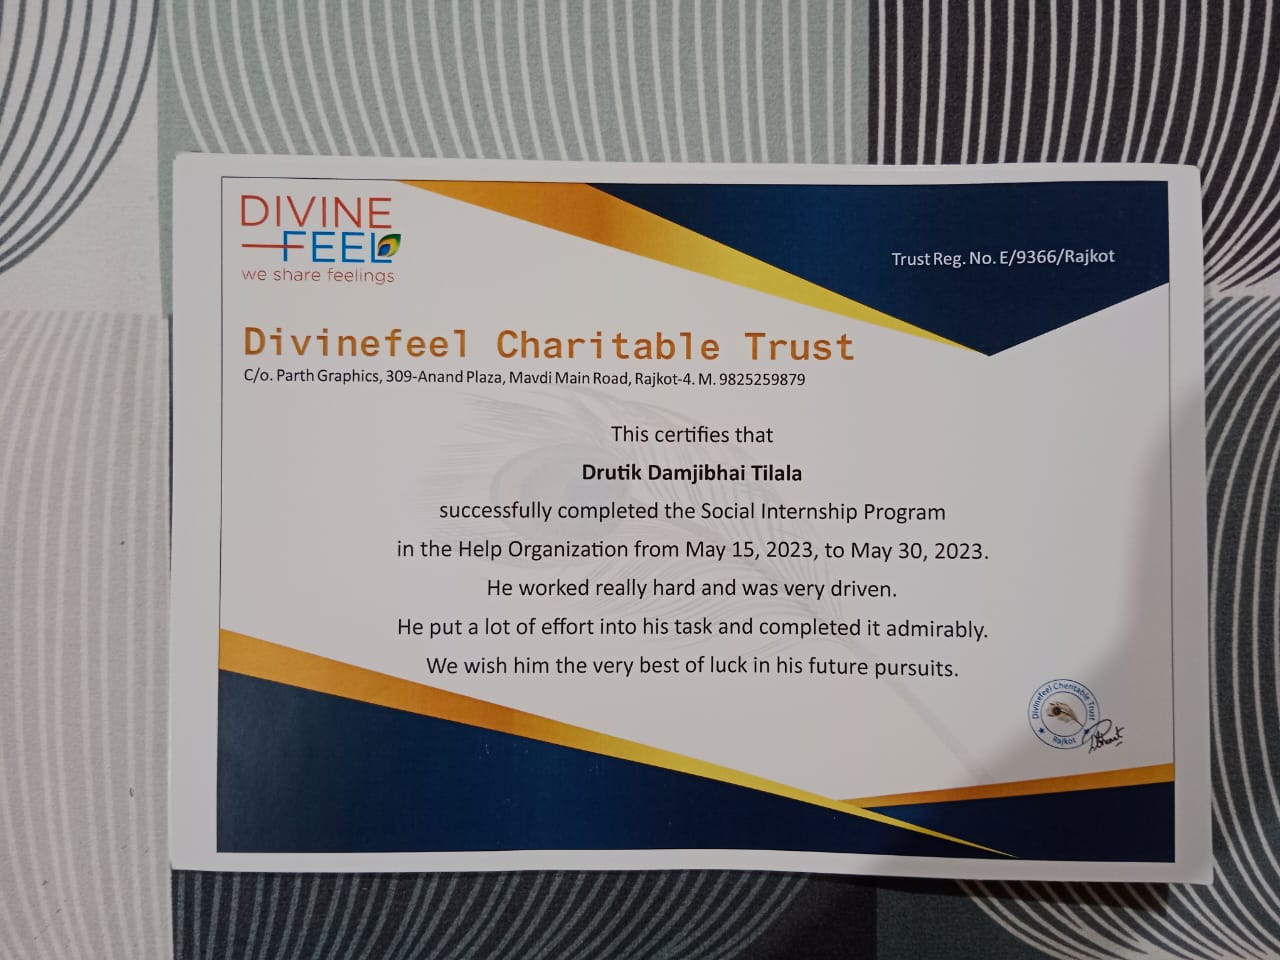 DIVINE
FEEL
we share feelings
Trust Reg. No. E/9366/Rajkot
Divinefeel Charitable Trust
C/o. Parth Graphics, 309-Anand Plaza, Mavdi Main Road, Rajkot-4. M. 9825259879
This certifies that
Drutik Damjibhai Tilala
successfully completed the Social Internship Program
in the Help Organization from May 15, 2023, to May 30, 2023.
He worked really hard and was very driven.
He put a lot of effort into his task and completed it admirably.
We wish him the very best of luck in his future pursuits.
Divinefeel Cheritable Trust
Rajkot